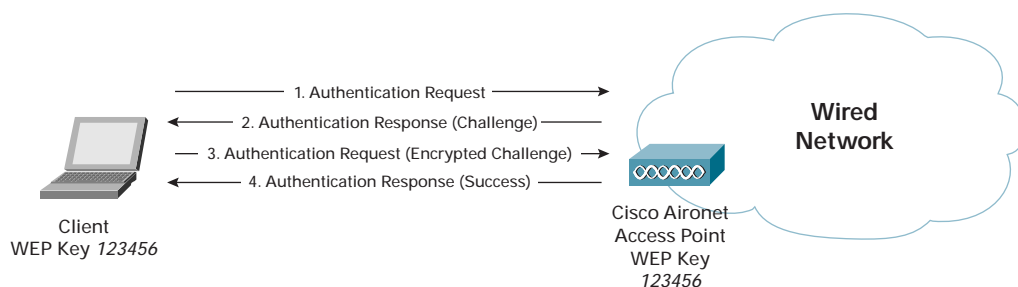 1. Authentication Request
2. Authentication Response (Challenge)
3. Authentication Request (Encrypted Challenge)
4. Authentication Response (Success)
Wired
Network
Client
WEP Key 123456
Cisco Aironet
Access Point
WEP Key
123456